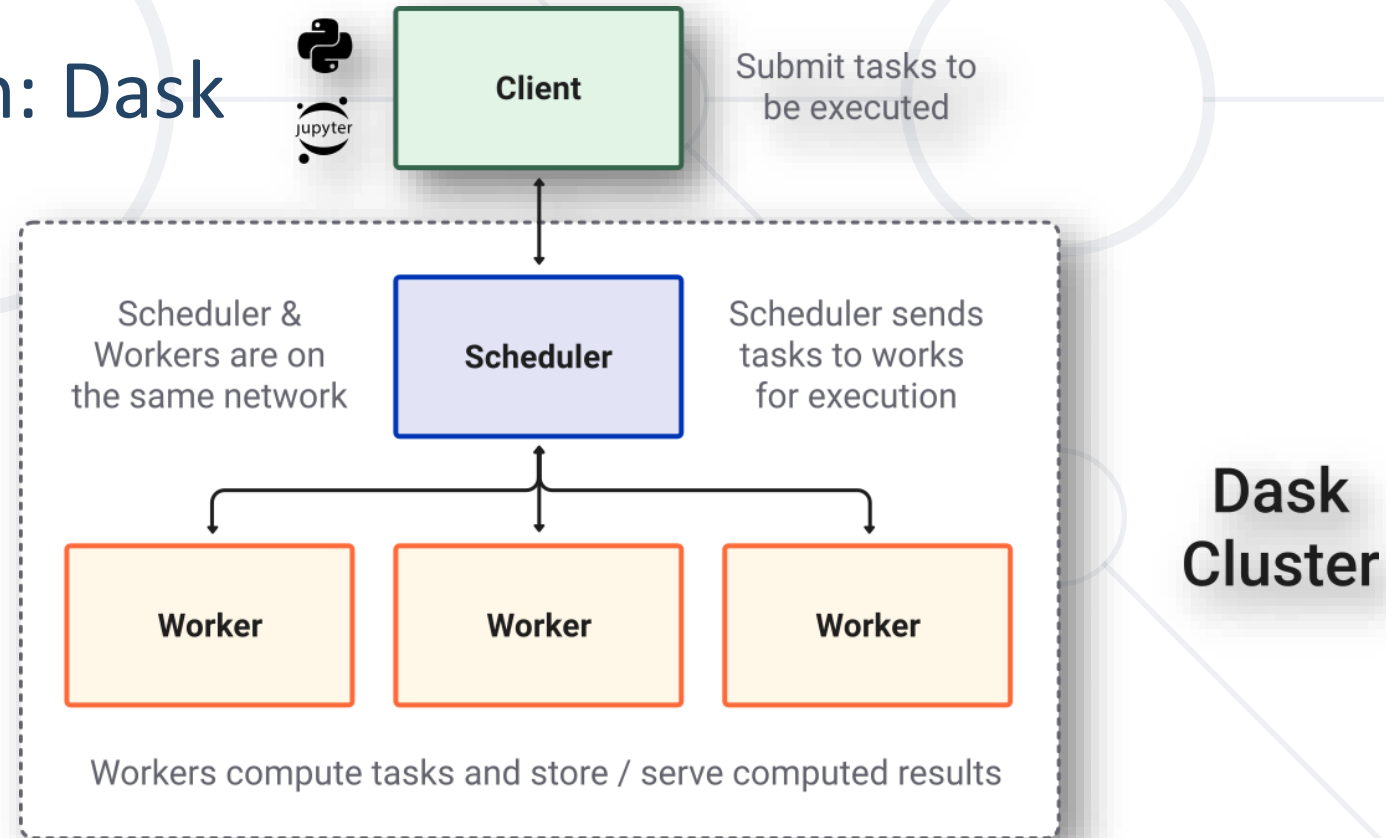 n: Dask
jupyter
Client
Submit tasks to
be executed
Scheduler &
Workers are on
the same network
Scheduler
Scheduler sends
tasks to works
for execution
Dask
Cluster
Worker
Worker
Worker
Workers compute tasks and store / serve computed results